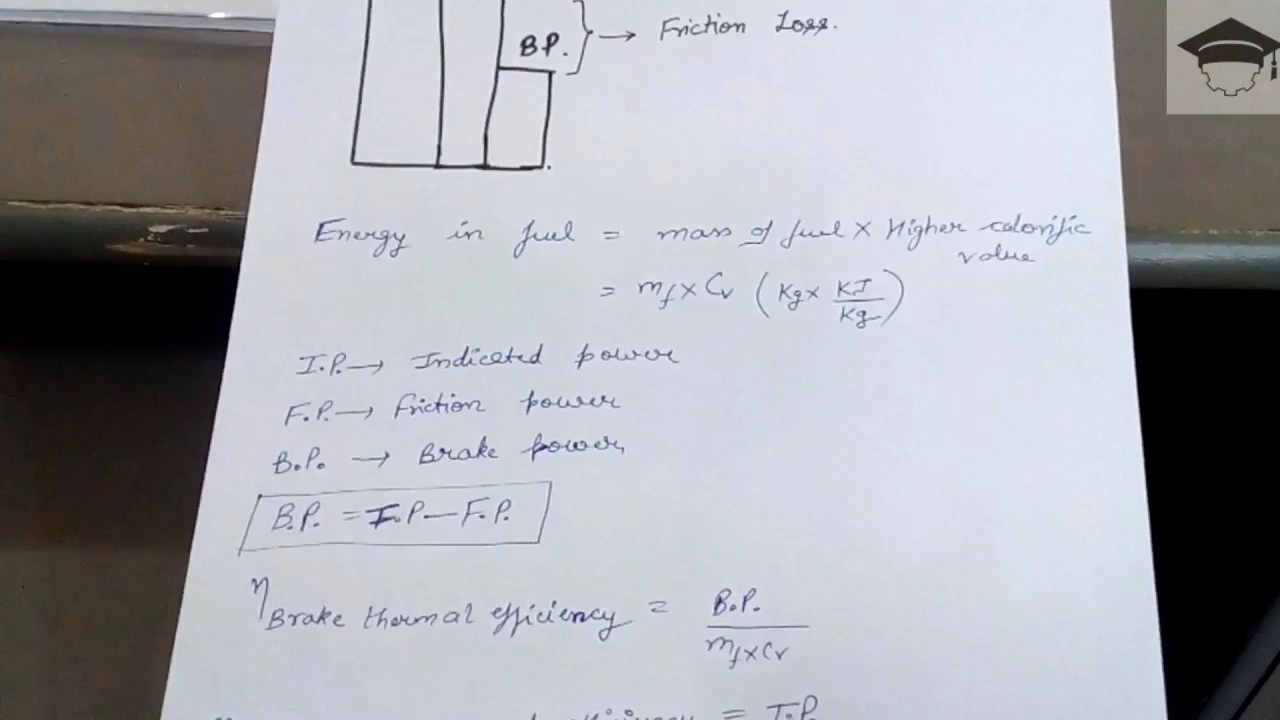 B.P. } → Friction Loss.
Energy in fuel = mass of fuel × Higher calorific
value
= mf × Cv (Kg × KJ/Kg)
I.P. → Indicated power
F.P. → Friction power
B.P. → Brake power
B.P. = I.P — F.P.
η Brake thermal efficiency = B.P. / mf × Cv
efficiency = I.P.